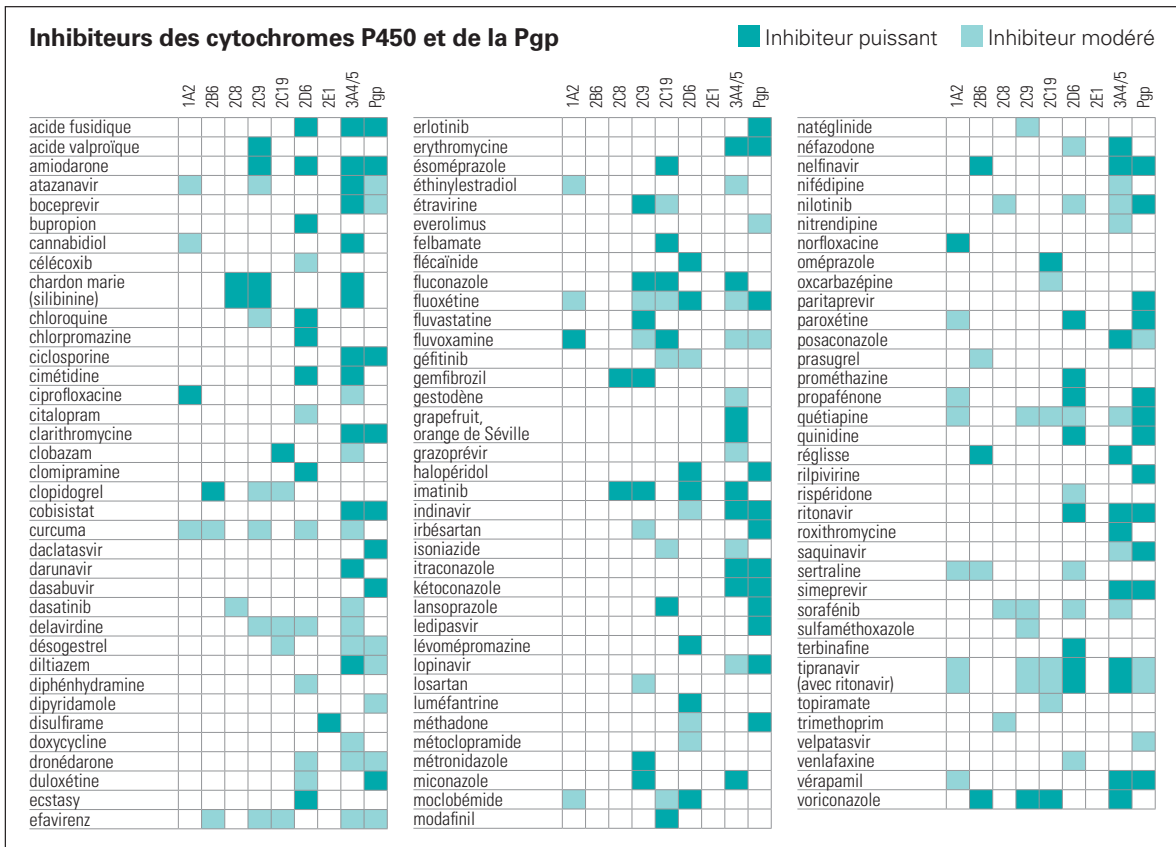 Inhibiteurs des cytochromes P450 et de la Pgp
Inhibiteur puissant
Inhibiteur modéré
1A2 2B6 2C8 2C9 2C19 2D6 2E1 3A4/5 Pgp
acide fusidique
acide valproïque
amiodarone
atazanavir
boceprevir
bupropion
cannabidiol
célécoxib
chardon marie
(silibinine)
chloroquine
chlorpromazine
ciclosporine
cimétidine
ciprofloxacine
citalopram
clarithromycine
clobazam
clomipramine
clopidogrel
cobisistat
curcuma
daclatasvir
darunavir
dasabuvir
dasatinib
delavirdine
désogestrel
diltiazem
diphénhydramine
dipyridamole
disulfirame
doxycycline
dronédarone
duloxétine
ecstasy
efavirenz
1A2 2B6 2C8 2C9 2C19 2D6 2E1 3A4/5 Pgp
erlotinib
erythromycine
ésoméprazole
éthinylestradiol
étravirine
everolimus
felbamate
flécaïnide
fluconazole
fluoxétine
fluvastatine
fluvoxamine
géfitinib
gemfibrozil
gestodène
grapefruit,
orange de Séville
grazoprévir
halopéridol
imatinib
indinavir
irbésartan
isoniazide
itraconazole
kétoconazole
lansoprazole
ledipasvir
lévomépromazine
lopinavir
losartan
luméfantrine
méthadone
métoclopramide
métronidazole
miconazole
moclobémide
modafinil
1A2 2B6 2C8 2C9 2C19 2D6 2E1 3A4/5 Pgp
natéglinide
néfazodone
nelfinavir
nifédipine
nilotinib
nitrendipine
norfloxacine
oméprazole
oxcarbazépine
paritaprevir
paroxétine
posaconazole
prasugrel
prométhazine
propafénone
quétiapine
quinidine
réglisse
rilpivirine
rispéridone
ritonavir
roxithromycine
saquinavir
sertraline
simeprevir
sorafénib
sulfaméthoxazole
terbinafine
tipranavir
(avec ritonavir)
topiramate
trimethoprim
velpatasvir
venlafaxine
vérapamil
voriconazole